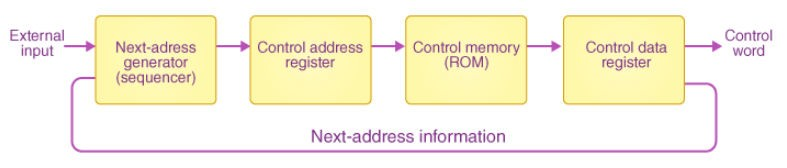 External
input
Next-adress
generator
(sequencer)
Control address
register
Control memory
(ROM)
Control data
register
Control
word
Next-address information